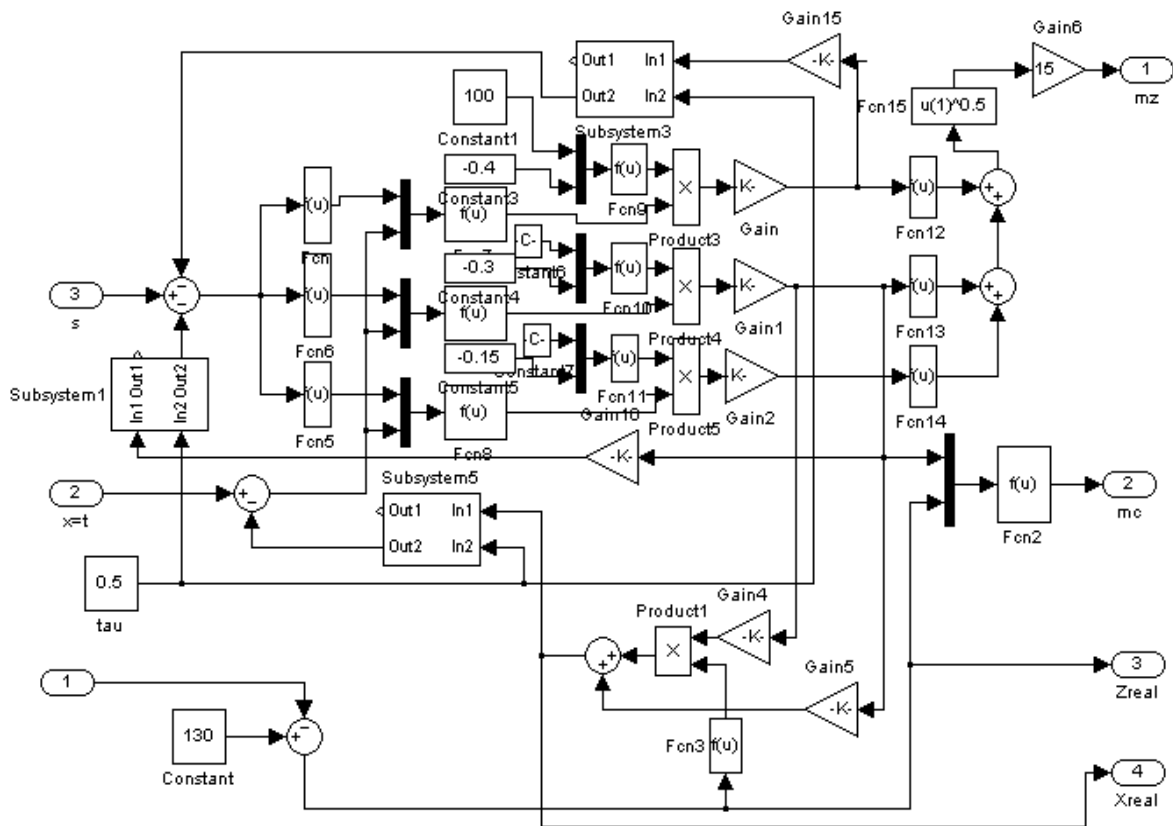 Gain15
Gain6
-K-
Out1
In1
Out2
In2
15
1
mz
100
Fcn15
u(1)^0.5
Constant1
Subsystem3
-0.4
f(u)
Constant3
f(u)
Fcn9
X
K-
(u)
+
+
(u)
Fcn
Product3
Gain
Fcn12
-C-
-0.3
f(u)
X
K-
(u)
+
+
3
s
+
−
(u)
Constant4
f(u)
Fcn10
Gain1
Fcn13
Fcn6
-C-
Product4
-0.15
(u)
X
K-
(u)
Subsystem1
In1 Out1
In2 Out2
(u)
Constant5
f(u)
Fcn11
Gain2
Fcn14
Fcn5
Fcn8
Product5
-K-
2
x=t
+
−
Subsystem5
Out1
In1
Out2
In2
f(u)
Fcn2
2
mc
0.5
tau
Gain4
Product1
-K-
X
+
+
Gain5
-K-
3
Zreal
1
130
Constant
−
+
Fcn3
f(u)
4
Xreal